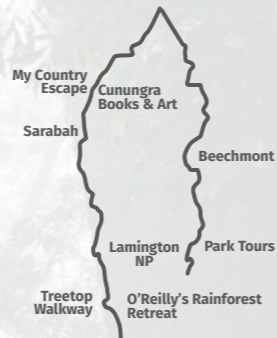 My Country
Escape
Cunungra
Books & Art
Sarabah
Beechmont
Lamington
NP
Park Tours
Treetop
Walkway
O’Reilly’s Rainforest
Retreat